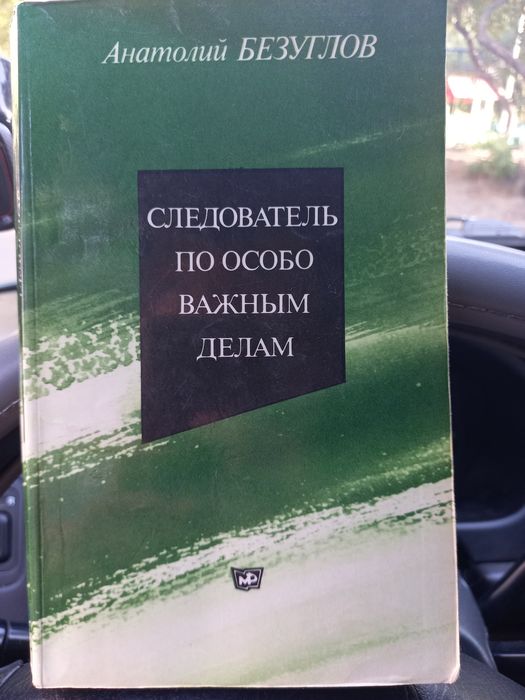 Анатолий БЕЗУГЛОВ
СЛЕДОВАТЕЛЬ
ПО ОСОБО
ВАЖНЫМ
ДЕЛАМ